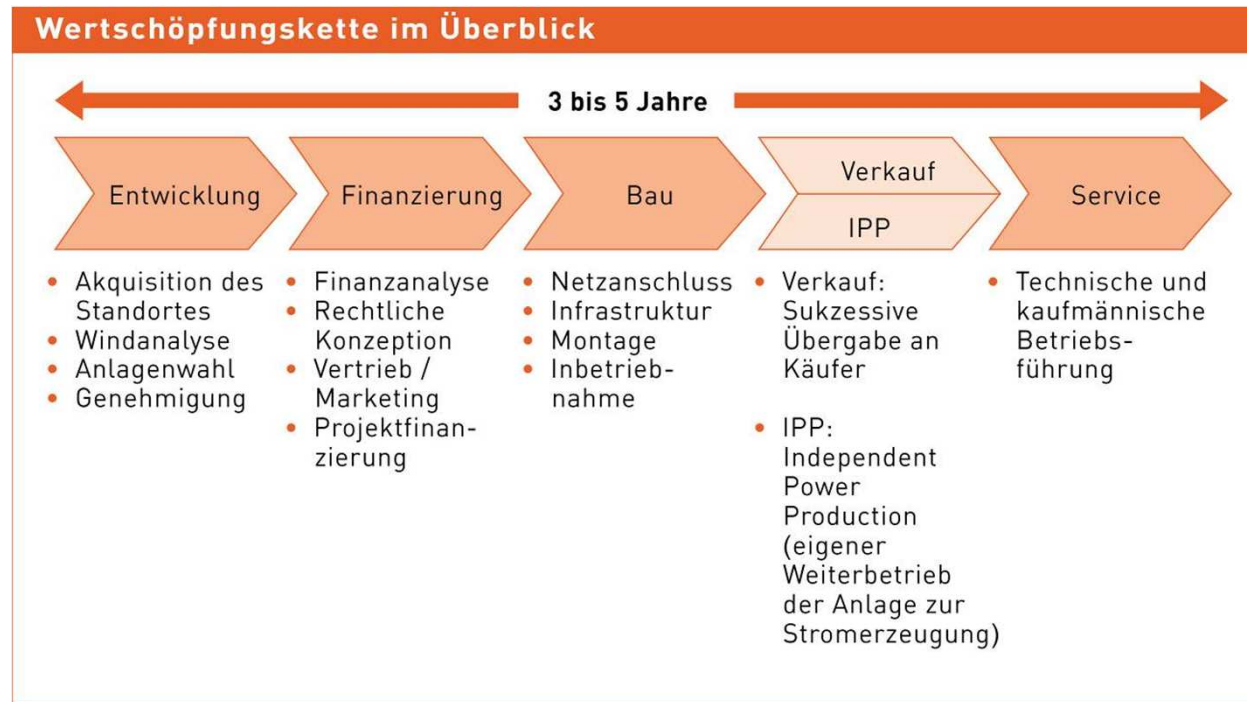 Wertschöpfungskette im Überblick
3 bis 5 Jahre
Entwicklung
Finanzierung
Bau
Verkauf
IPP
Service
• Akquisition des
Standortes
• Windanalyse
• Anlagenwahl
• Genehmigung
• Finanzanalyse
• Rechtliche
Konzeption
• Vertrieb /
Marketing
• Projektfinan-
zierung
• Netzanschluss
• Infrastruktur
• Montage
• Inbetrieb-
nahme
• Verkauf:
Sukzessive
Übergabe an
Käufer
• IPP:
Independent
Power
Production
(eigener
Weiterbetrieb
der Anlage zur
Stromerzeugung)
• Technische und
kaufmännische
Betriebs-
führung